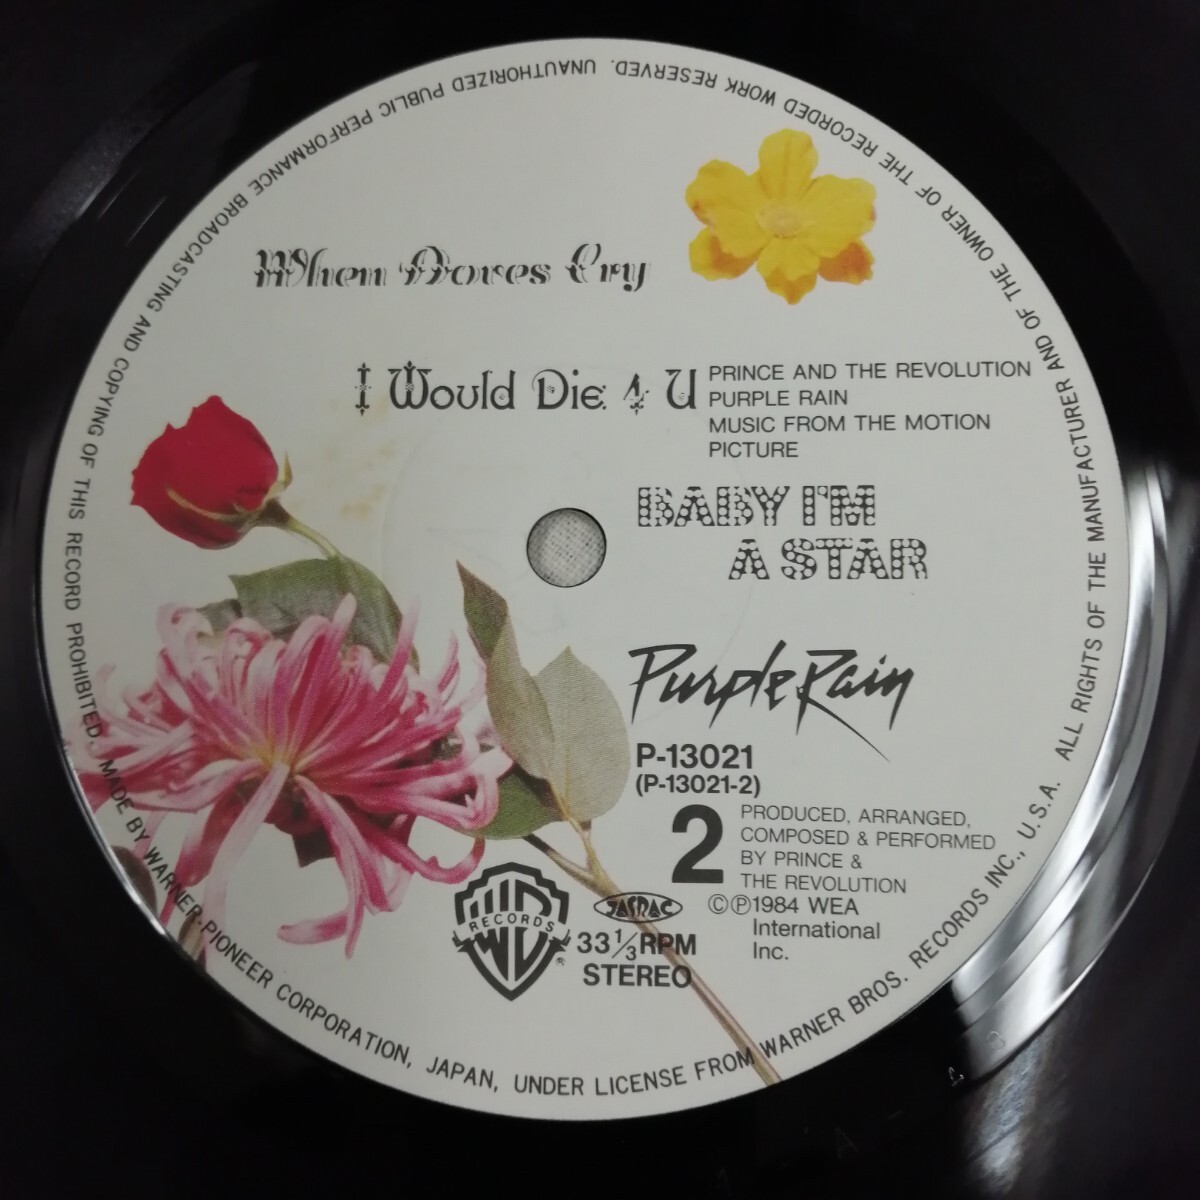 When Doves Cry
I Would Die 4 U
PRINCE AND THE REVOLUTION
PURPLE RAIN
MUSIC FROM THE MOTION
PICTURE
BABY I'M
A STAR
Purple Rain
P-13021
(P-13021-2)
2
PRODUCED, ARRANGED,
COMPOSED & PERFORMED
BY PRINCE &
THE REVOLUTION
©℗1984 WEA
International
Inc.
WB
RECORDS
®
JASRAC
33 1/3 RPM
STEREO
ALL RIGHTS OF THE MANUFACTURER AND OF THE OWNER OF THE RECORDED WORK RESERVED. UNAUTHORIZED PUBLIC PERFORMANCE BROADCASTING AND COPYING OF THIS RECORD PROHIBITED. MADE BY WARNER-PIONEER CORPORATION, JAPAN, UNDER LICENSE FROM WARNER BROS. RECORDS INC., U.S.A.